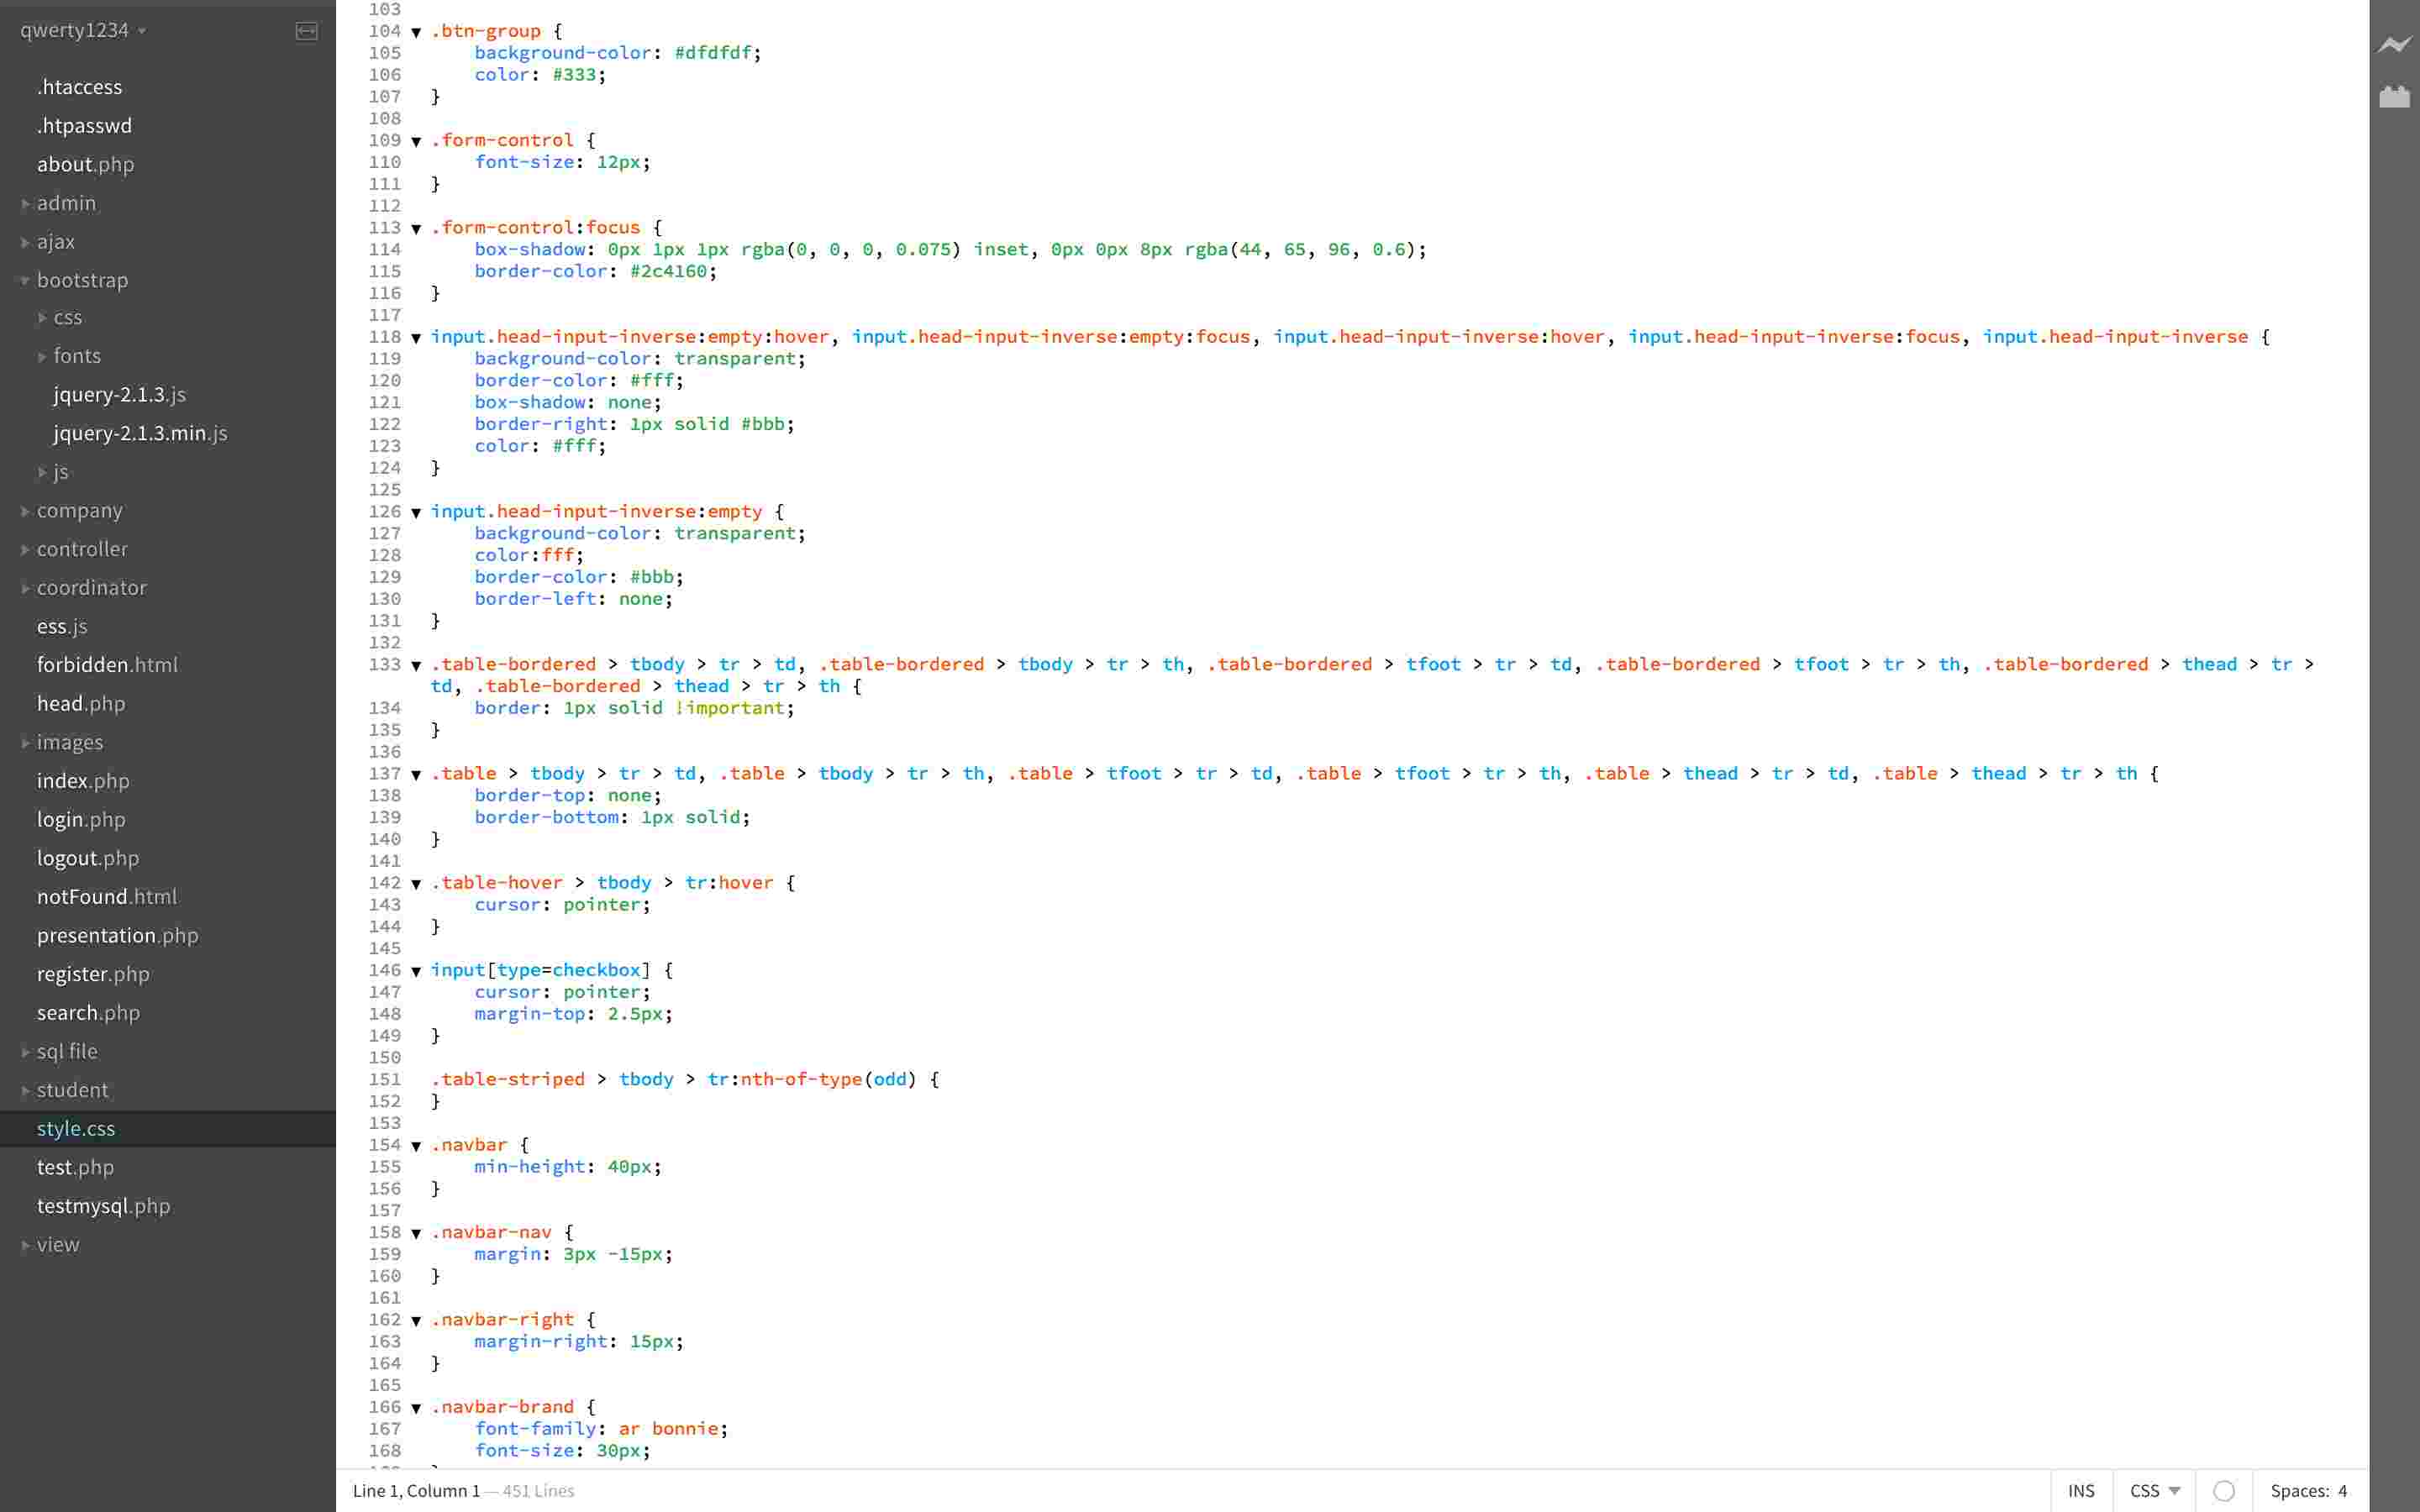 qwerty1234
.htaccess
.htpasswd
about.php
admin
ajax
bootstrap
css
fonts
jquery-2.1.3.js
jquery-2.1.3.min.js
js
company
controller
coordinator
ess.js
forbidden.html
head.php
images
index.php
login.php
logout.php
notFound.html
presentation.php
register.php
search.php
sql file
student
style.css
test.php
testmysql.php
view
103
104 .btn-group {
105 background-color: #dfdfdf;
106 color: #333;
107 }
108
109 .form-control {
110 font-size: 12px;
111 }
112
113 .form-control:focus {
114 box-shadow: 0px 1px 1px rgba(0, 0, 0, 0.075) inset, 0px 0px 8px rgba(44, 65, 96, 0.6);
115 border-color: #2c4160;
116 }
117
118 input.head-input-inverse:empty:hover, input.head-input-inverse:empty:focus, input.head-input-inverse:hover, input.head-input-inverse:focus, input.head-input-inverse {
119 background-color: transparent;
120 border-color: #fff;
121 box-shadow: none;
122 border-right: 1px solid #bbb;
123 color: #fff;
124 }
125
126 input.head-input-inverse:empty {
127 background-color: transparent;
128 color:fff;
129 border-color: #bbb;
130 border-left: none;
131 }
132
133 .table-bordered > tbody > tr > td, .table-bordered > tbody > tr > th, .table-bordered > tfoot > tr > td, .table-bordered > tfoot > tr > th, .table-bordered > thead > tr >
td, .table-bordered > thead > tr > th {
134 border: 1px solid !important;
135 }
136
137 .table > tbody > tr > td, .table > tbody > tr > th, .table > tfoot > tr > td, .table > tfoot > tr > th, .table > thead > tr > td, .table > thead > tr > th {
138 border-top: none;
139 border-bottom: 1px solid;
140 }
141
142 .table-hover > tbody > tr:hover {
143 cursor: pointer;
144 }
145
146 input[type=checkbox] {
147 cursor: pointer;
148 margin-top: 2.5px;
149 }
150
151 .table-striped > tbody > tr:nth-of-type(odd) {
152 }
153
154 .navbar {
155 min-height: 40px;
156 }
157
158 .navbar-nav {
159 margin: 3px -15px;
160 }
161
162 .navbar-right {
163 margin-right: 15px;
164 }
165
166 .navbar-brand {
167 font-family: ar bonnie;
168 font-size: 30px;
Line 1, Column 1 — 451 Lines
INS CSS Spaces: 4